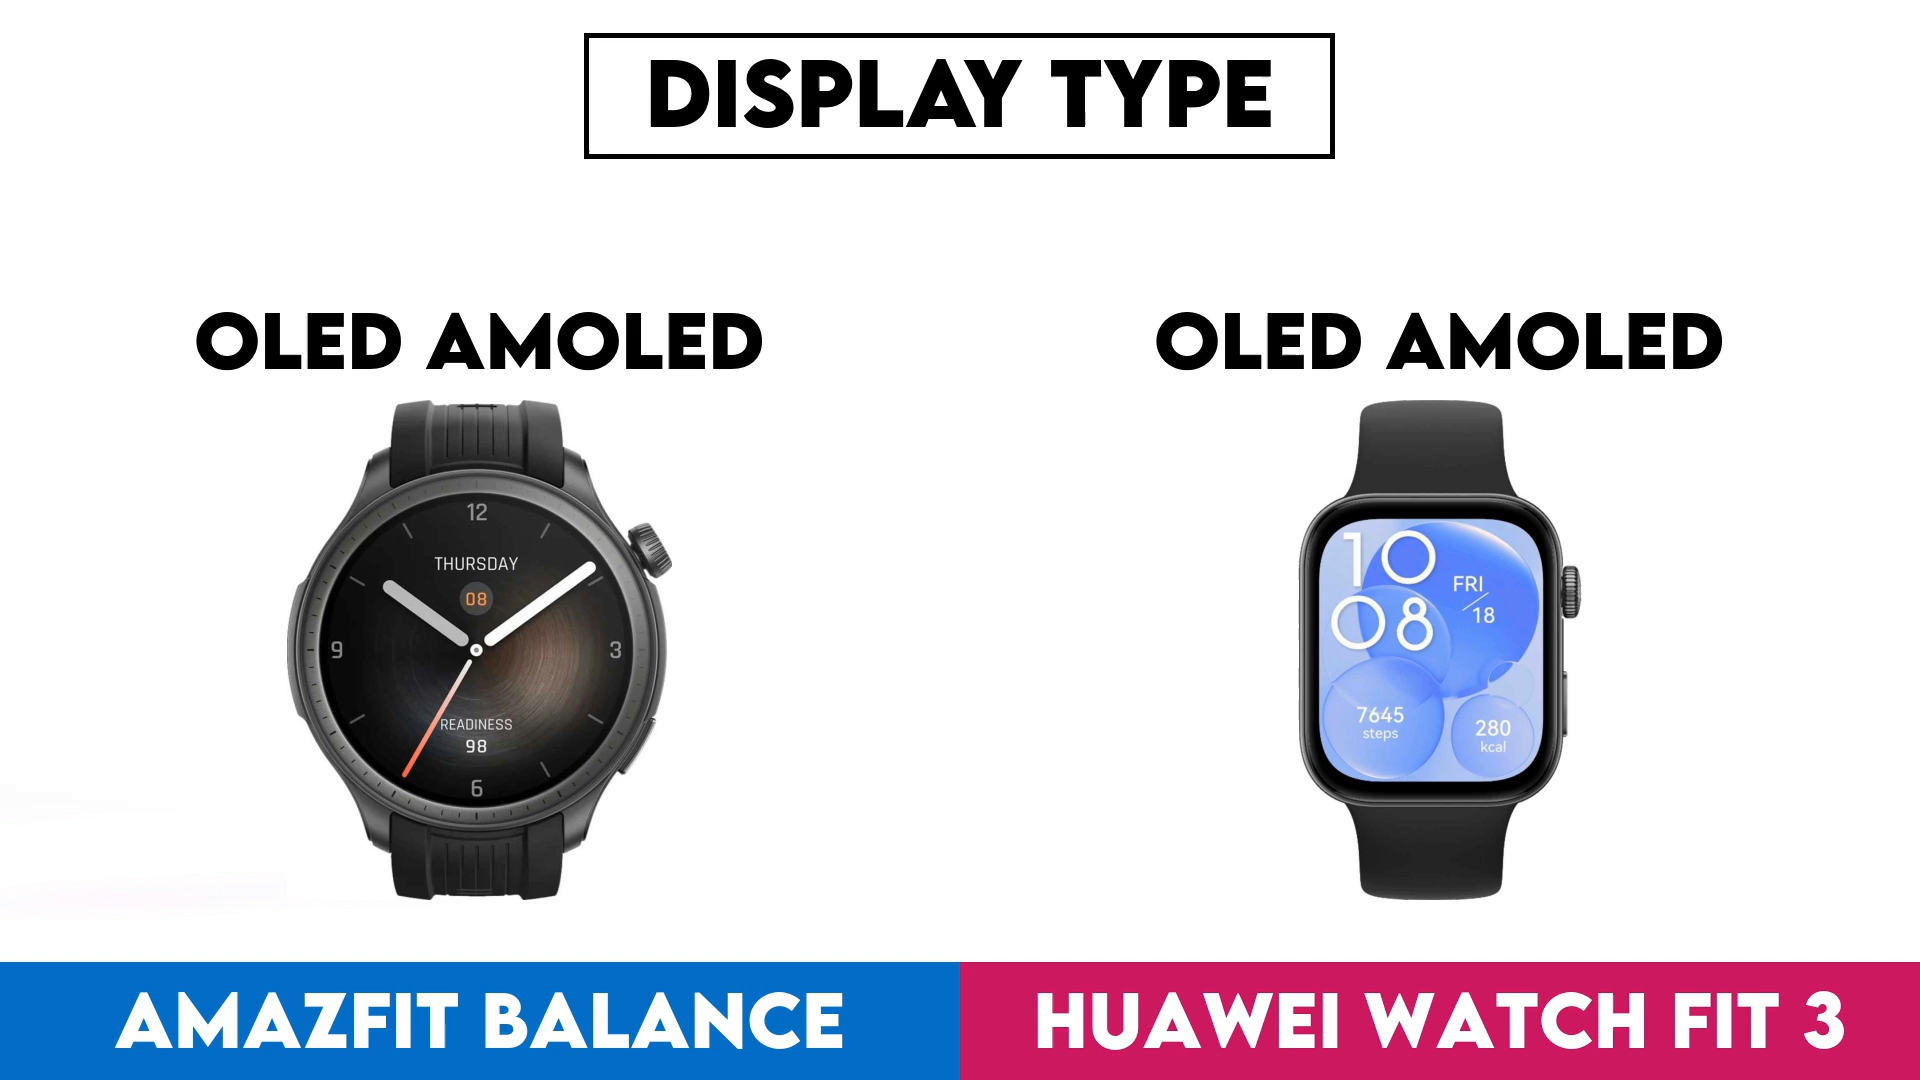 DISPLAY TYPE
OLED AMOLED
OLED AMOLED
12
THURSDAY
08
9
3
READINESS
98
6
10
08
FRI
18
7645
steps
280
kcal
AMAZFIT BALANCE
HUAWEI WATCH FIT 3